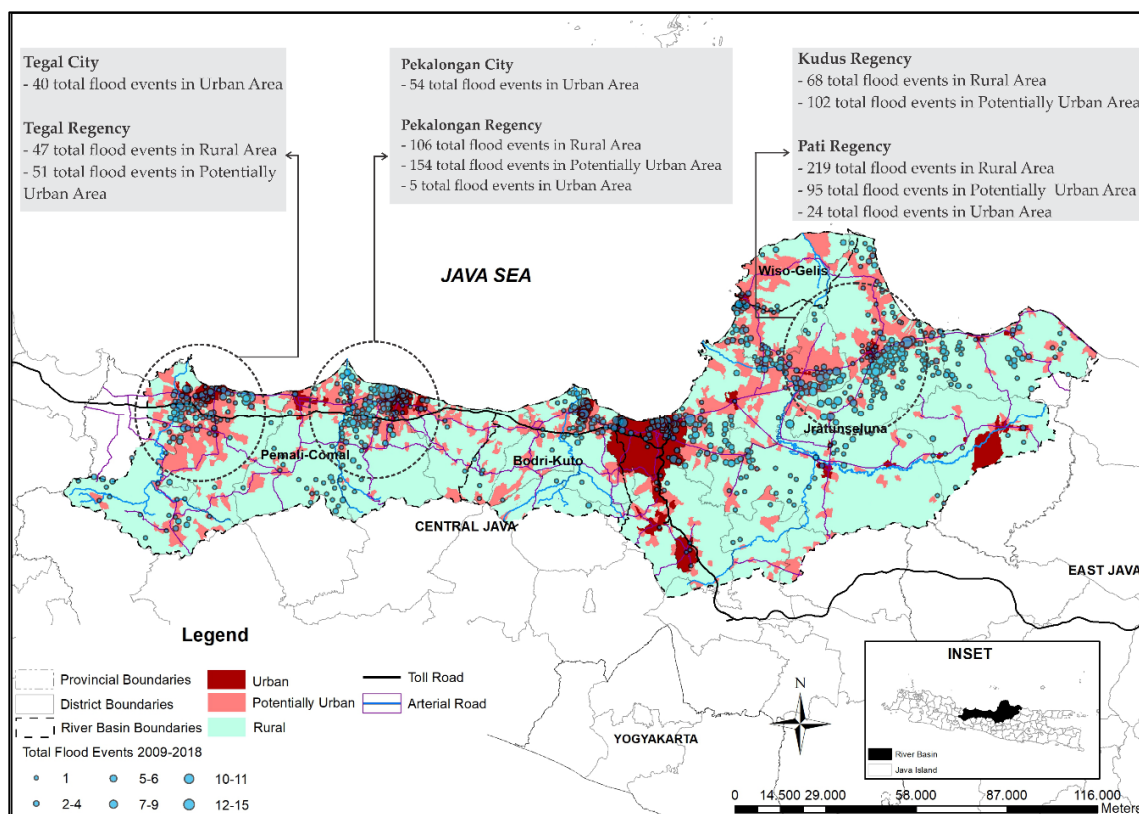 Tegal City
- 40 total flood events in Urban Area
Tegal Regency
- 47 total flood events in Rural Area
- 51 total flood events in Potentially
Urban Area
Pekalongan City
- 54 total flood events in Urban Area
Pekalongan Regency
- 106 total flood events in Rural Area
- 154 total flood events in Potentially Urban Area
- 5 total flood events in Urban Area
Kudus Regency
- 68 total flood events in Rural Area
- 102 total flood events in Potentially Urban Area
Pati Regency
- 219 total flood events in Rural Area
- 95 total flood events in Potentially Urban Area
- 24 total flood events in Urban Area
JAVA SEA
Wiso-Gelis
Jratunseluna
Pemali-Comal
Bodri-Kuto
CENTRAL JAVA
EAST JAVA
YOGYAKARTA
Legend
Provincial Boundaries
District Boundaries
River Basin Boundaries
Urban
Potentially Urban
Rural
Toll Road
Arterial Road
Total Flood Events 2009-2018
1
5-6
10-11
2-4
7-9
12-15
N
INSET
River Basin
Java Island
0 14.500 29.000 58.000 87.000 116.000
Meters